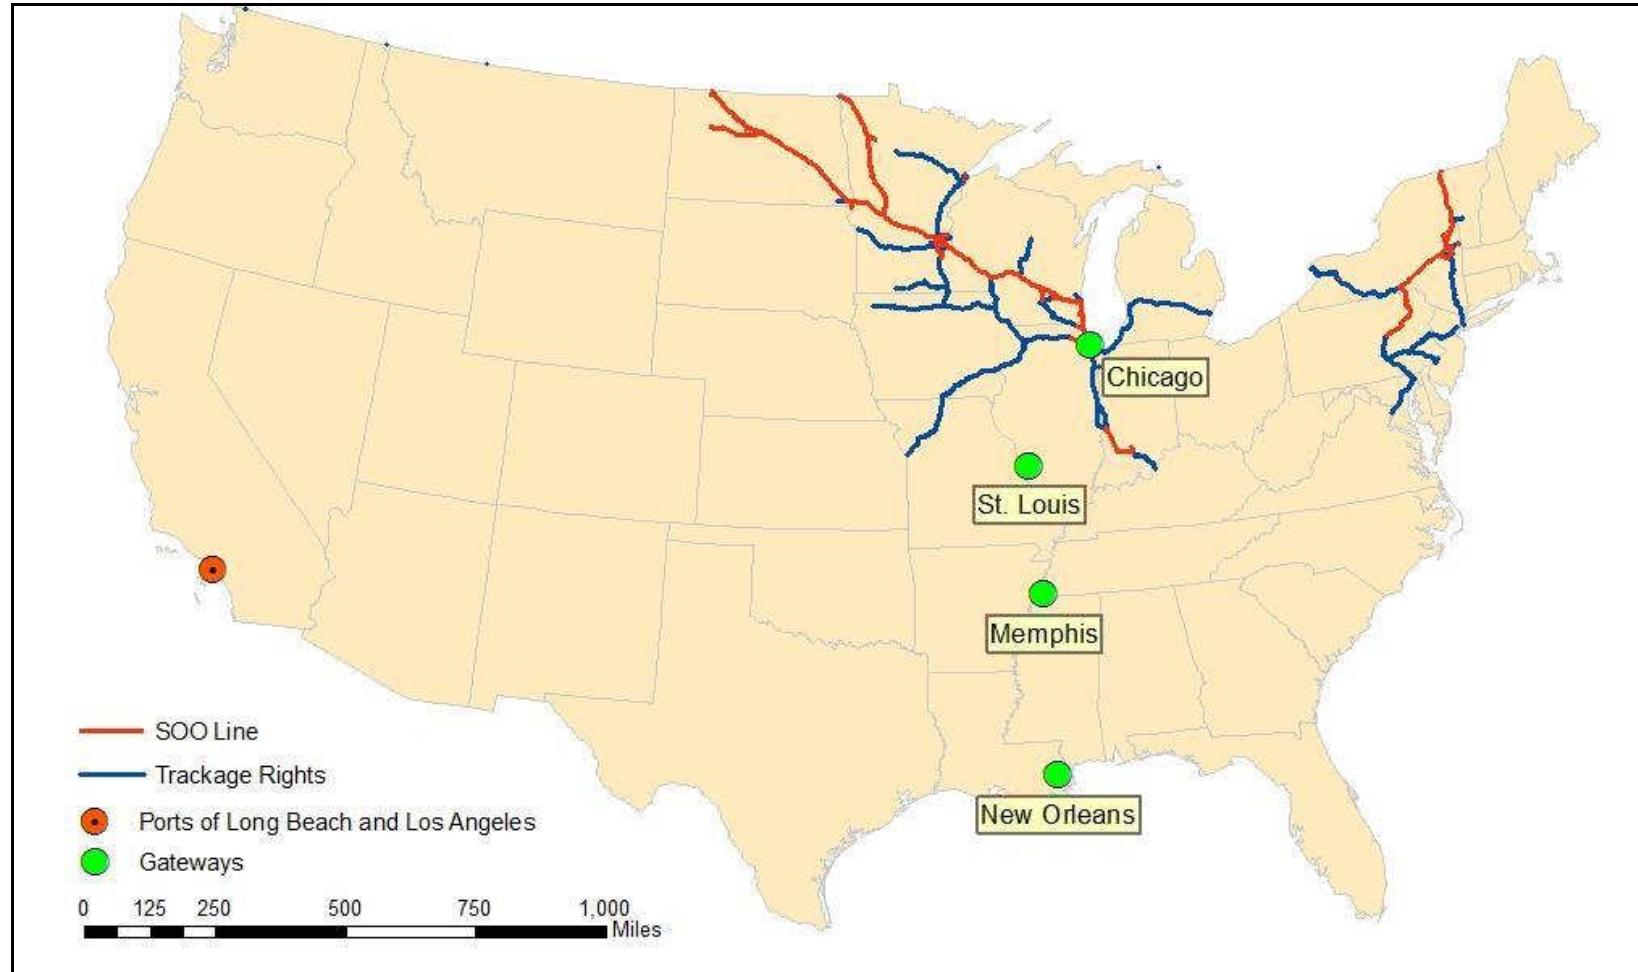 Chicago
St. Louis
Memphis
New Orleans
SOO Line
Trackage Rights
Ports of Long Beach and Los Angeles
Gateways
0 125 250 500 750 1,000
Miles